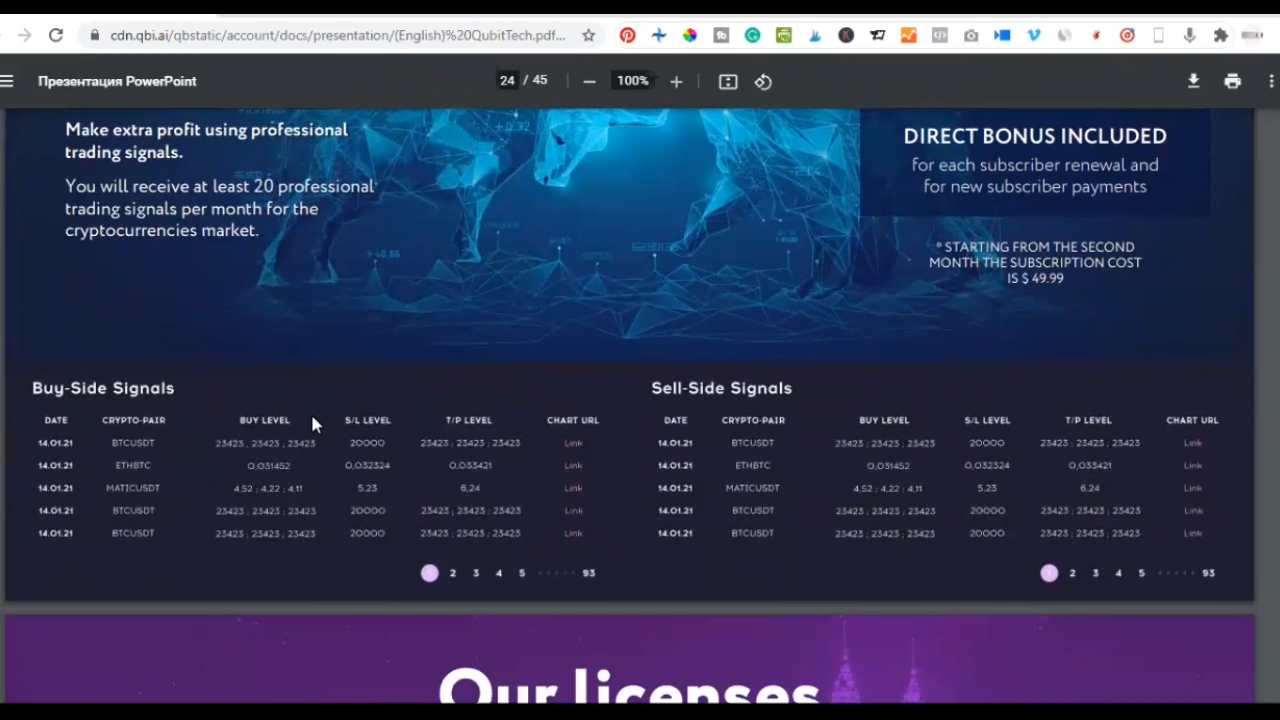 cdn.qbi.ai/qbstatic/account/docs/presentation/(English)%20QubitTech.pdf...
Презентация PowerPoint
24 / 45
100%
Make extra profit using professional
trading signals.
You will receive at least 20 professional
trading signals per month for the
cryptocurrencies market.
DIRECT BONUS INCLUDED
for each subscriber renewal and
for new subscriber payments
* STARTING FROM THE SECOND
MONTH THE SUBSCRIPTION COST
IS $ 49.99
Buy-Side Signals
DATE CRYPTO-PAIR BUY LEVEL S/L LEVEL T/P LEVEL CHART URL
14.01.21 BTCUSDT 23423 ; 23423 ; 23423 20000 23423 ; 23423 ; 23423 Link
14.01.21 ETHBTC 0,031452 0,032324 0,033421 Link
14.01.21 MATICUSDT 4,52 ; 4,22 ; 4,11 5,23 6,24 Link
14.01.21 BTCUSDT 23423 ; 23423 ; 23423 20000 23423 ; 23423 ; 23423 Link
14.01.21 BTCUSDT 23423 ; 23423 ; 23423 20000 23423 ; 23423 ; 23423 Link
2 3 4 5 ..... 93
Sell-Side Signals
DATE CRYPTO-PAIR BUY LEVEL S/L LEVEL T/P LEVEL CHART URL
14.01.21 BTCUSDT 23423 ; 23423 ; 23423 20000 23423 ; 23423 ; 23423 Link
14.01.21 ETHBTC 0,031452 0,032324 0,033421 Link
14.01.21 MATICUSDT 4,52 ; 4,22 ; 4,11 5,23 6,24 Link
14.01.21 BTCUSDT 23423 ; 23423 ; 23423 20000 23423 ; 23423 ; 23423 Link
14.01.21 BTCUSDT 23423 ; 23423 ; 23423 20000 23423 ; 23423 ; 23423 Link
2 3 4 5 ..... 93
Our licenses